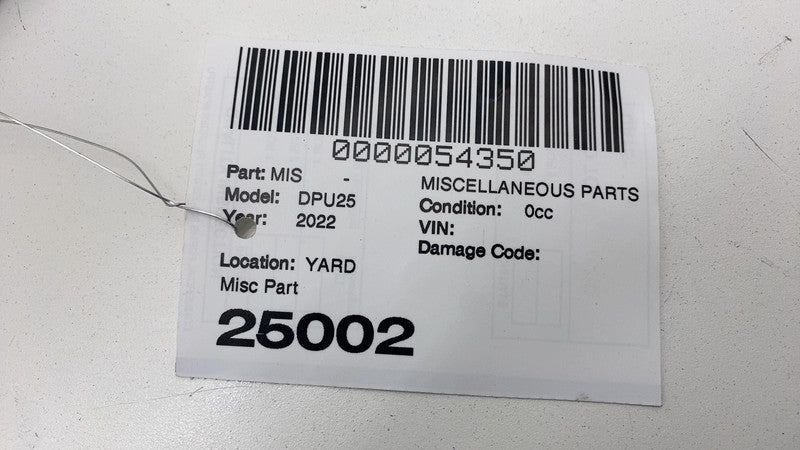 0000054350
Part: MIS - MISCELLANEOUS PARTS
Model: DPU25 Condition: 0cc
Year: 2022 VIN:
Damage Code:
Location: YARD
Misc Part
25002